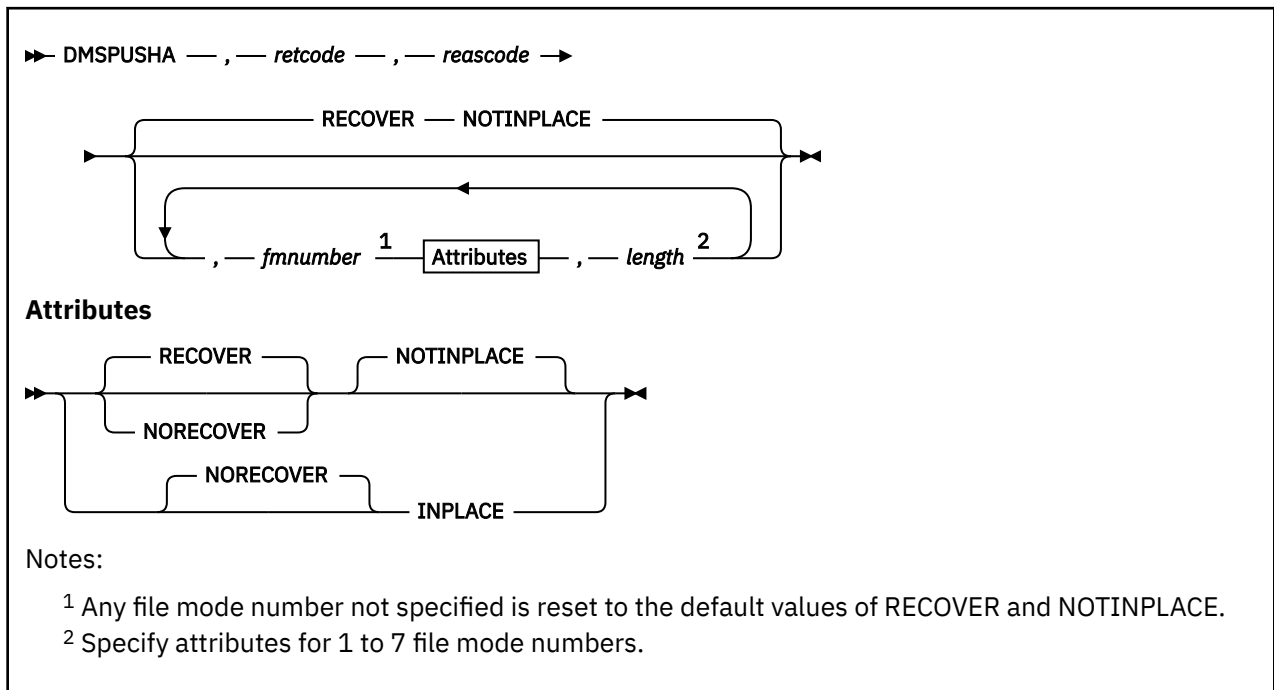 DMSPUSHA , retcode , reascode
RECOVER NOTINPLACE
, fmnumber 1 Attributes , length 2
Attributes
RECOVER NOTINPLACE
NORECOVER
NORECOVER
INPLACE
Notes:
1 Any file mode number not specified is reset to the default values of RECOVER and NOTINPLACE.
2 Specify attributes for 1 to 7 file mode numbers.